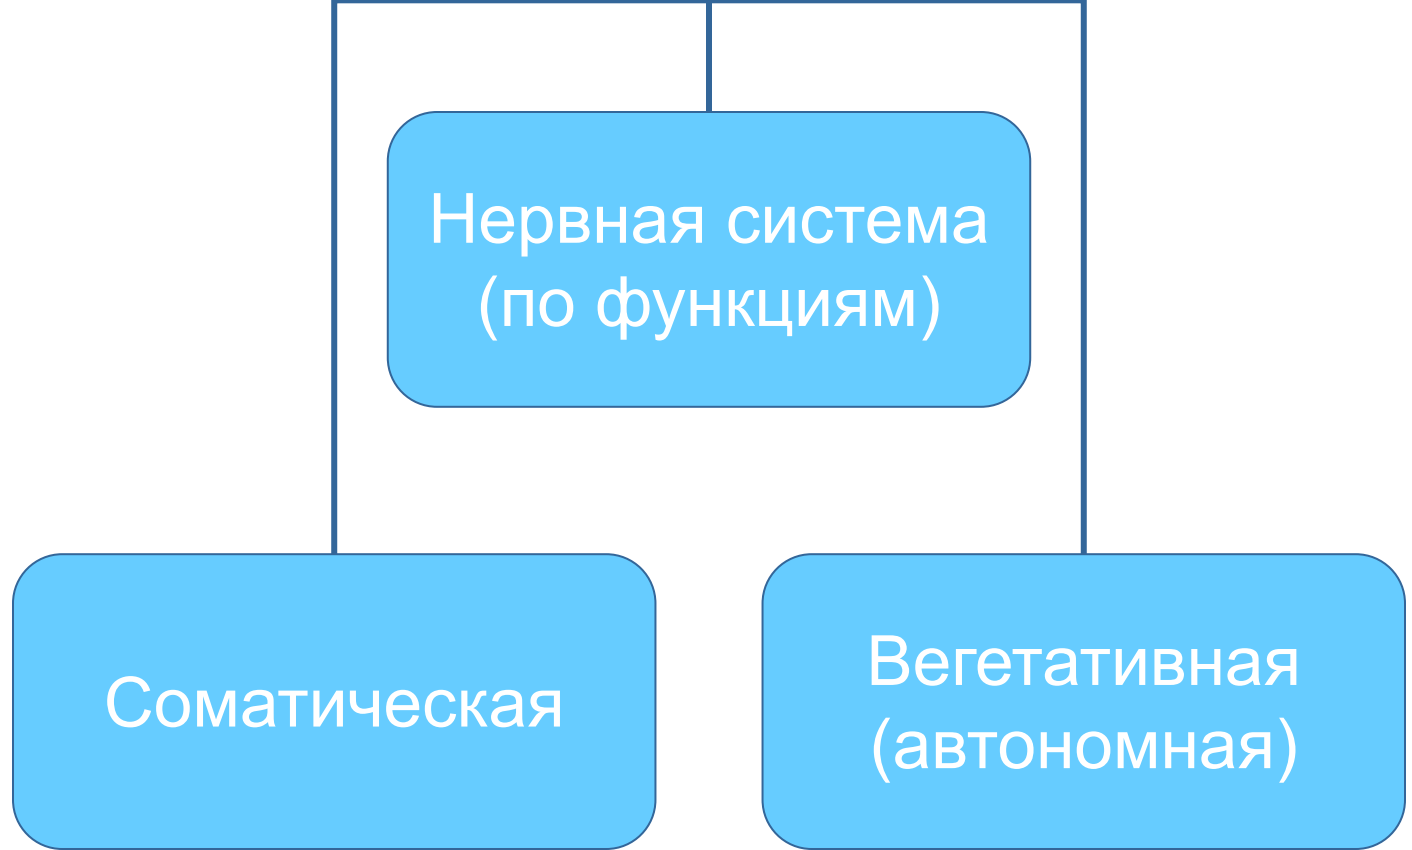 Нервная система
(по функциям)
Соматическая
Вегетативная
(автономная)